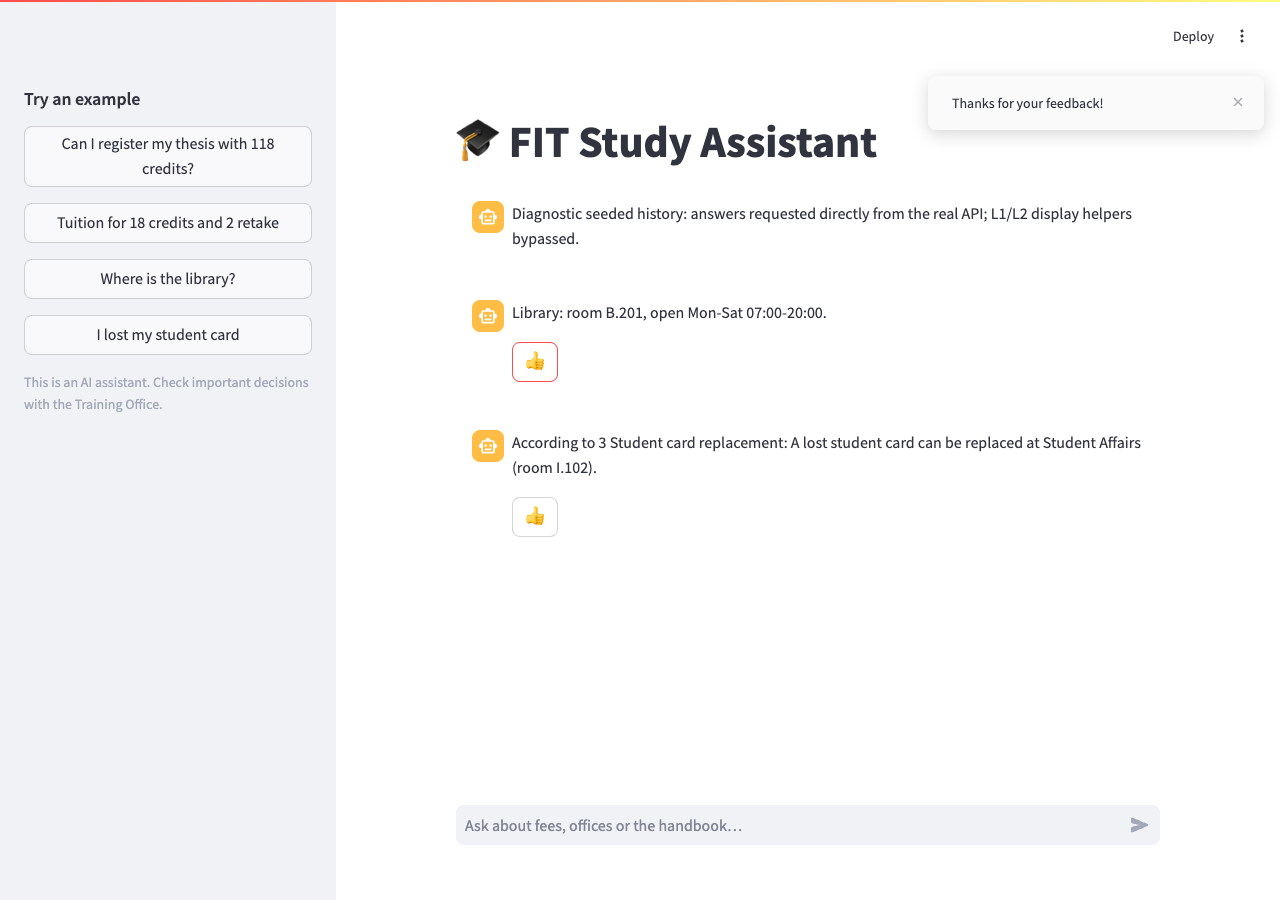 Deploy
Thanks for your feedback!
Try an example
Can I register my thesis with 118
credits?
Tuition for 18 credits and 2 retake
Where is the library?
I lost my student card
This is an AI assistant. Check important decisions
with the Training Office.
FIT Study Assistant
Diagnostic seeded history: answers requested directly from the real API; L1/L2 display helpers
bypassed.
Library: room B.201, open Mon-Sat 07:00-20:00.
According to 3 Student card replacement: A lost student card can be replaced at Student Affairs
(room I.102).
Ask about fees, offices or the handbook…